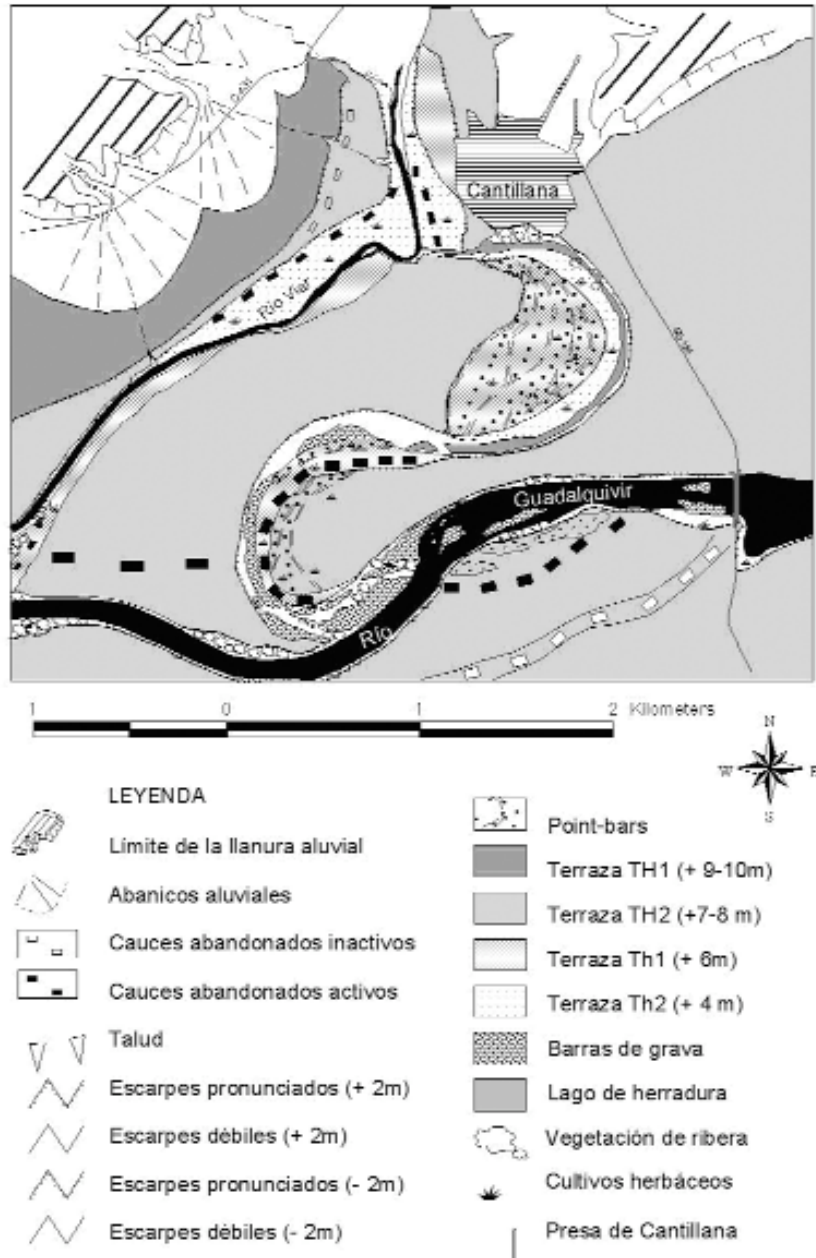 Cantillana
Río Viar
Guadalquivir
Río
1 0 1 2 Kilometers
N
W E
S
LEYENDA
Límite de la llanura aluvial
Abanicos aluviales
Cauces abandonados inactivos
Cauces abandonados activos
Talud
Escarpes pronunciados (+ 2m)
Escarpes débiles (+ 2m)
Escarpes pronunciados (- 2m)
Escarpes débiles (- 2m)
Point-bars
Terraza TH1 (+ 9-10m)
Terraza TH2 (+7-8 m)
Terraza Th1 (+ 6m)
Terraza Th2 (+ 4 m)
Barras de grava
Lago de herradura
Vegetación de ribera
Cultivos herbáceos
Presa de Cantillana